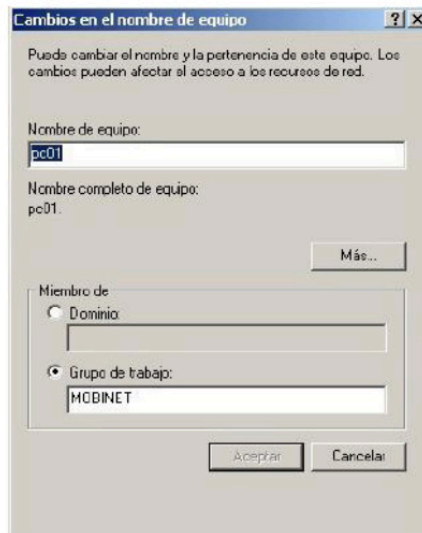 Cambios en el nombre de equipo
Puede cambiar el nombre y la pertenencia de este equipo. Los
cambios pueden afectar el acceso a los recursos de red.
Nombre de equipo:
pc01
Nombre completo de equipo:
pc01.
Más...
Miembro de
Dominio:
Grupo de trabajo:
MOBINET
Aceptar Cancelar